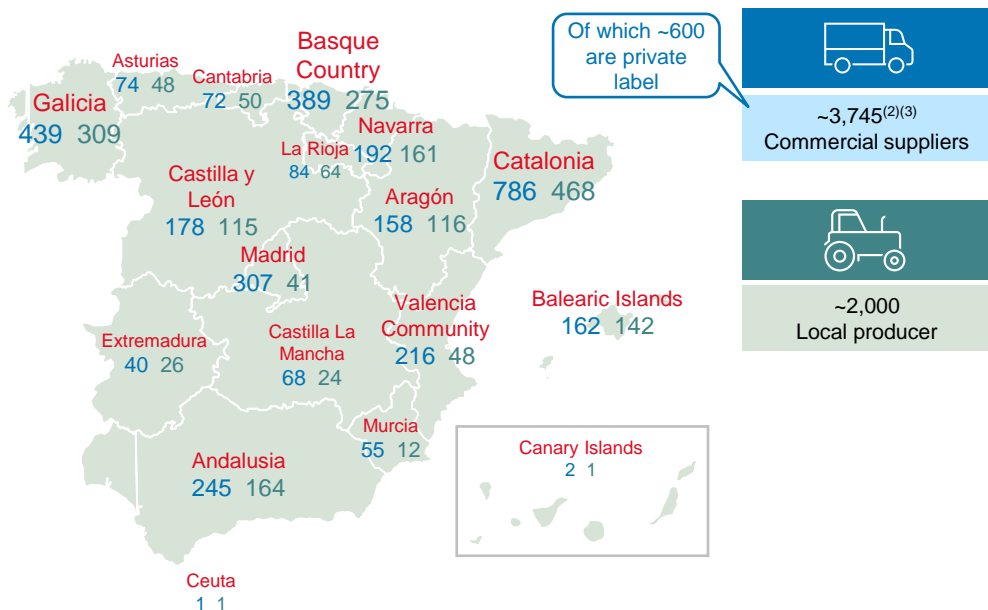 Of which ~600
are private
label
~3,745(2)(3)
Commercial suppliers
~2,000
Local producer
Asturias
74 48
Cantabria
72 50
Basque
Country
389 275
Galicia
439 309
Navarra
192 161
La Rioja
84 64
Catalonia
786 468
Castilla y
León
178 115
Aragón
158 116
Madrid
307 41
Valencia
Community
216 48
Balearic Islands
162 142
Extremadura
40 26
Castilla La
Mancha
68 24
Murcia
55 12
Andalusia
245 164
Canary Islands
2 1
Ceuta
1 1